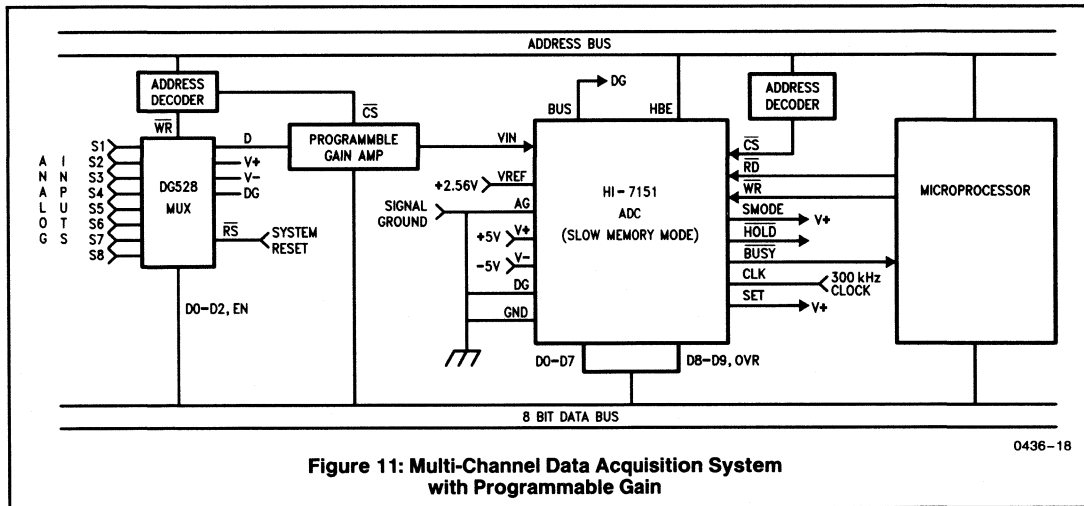 ADDRESS BUS
ADDRESS
DECODER
WR
CS
ANALOG
INPUTS
S1
S2
S3
S4
S5
S6
S7
S8
DG528
MUX
D
V+
V-
DG
RS
SYSTEM
RESET
D0-D2, EN
PROGRAMMBLE
GAIN AMP
BUS
DG
HBE
VIN
+2.56V
VREF
SIGNAL
GROUND
AG
+5V
V+
-5V
V-
DG
GND
HI-7151
ADC
(SLOW MEMORY MODE)
ADDRESS
DECODER
CS
RD
WR
SMODE
V+
HOLD
BUSY
CLK
300 kHz
CLOCK
SET
V+
MICROPROCESSOR
D0-D7
D8-D9, OVR
8 BIT DATA BUS
0436-18
Figure 11: Multi-Channel Data Acquisition System
with Programmable Gain